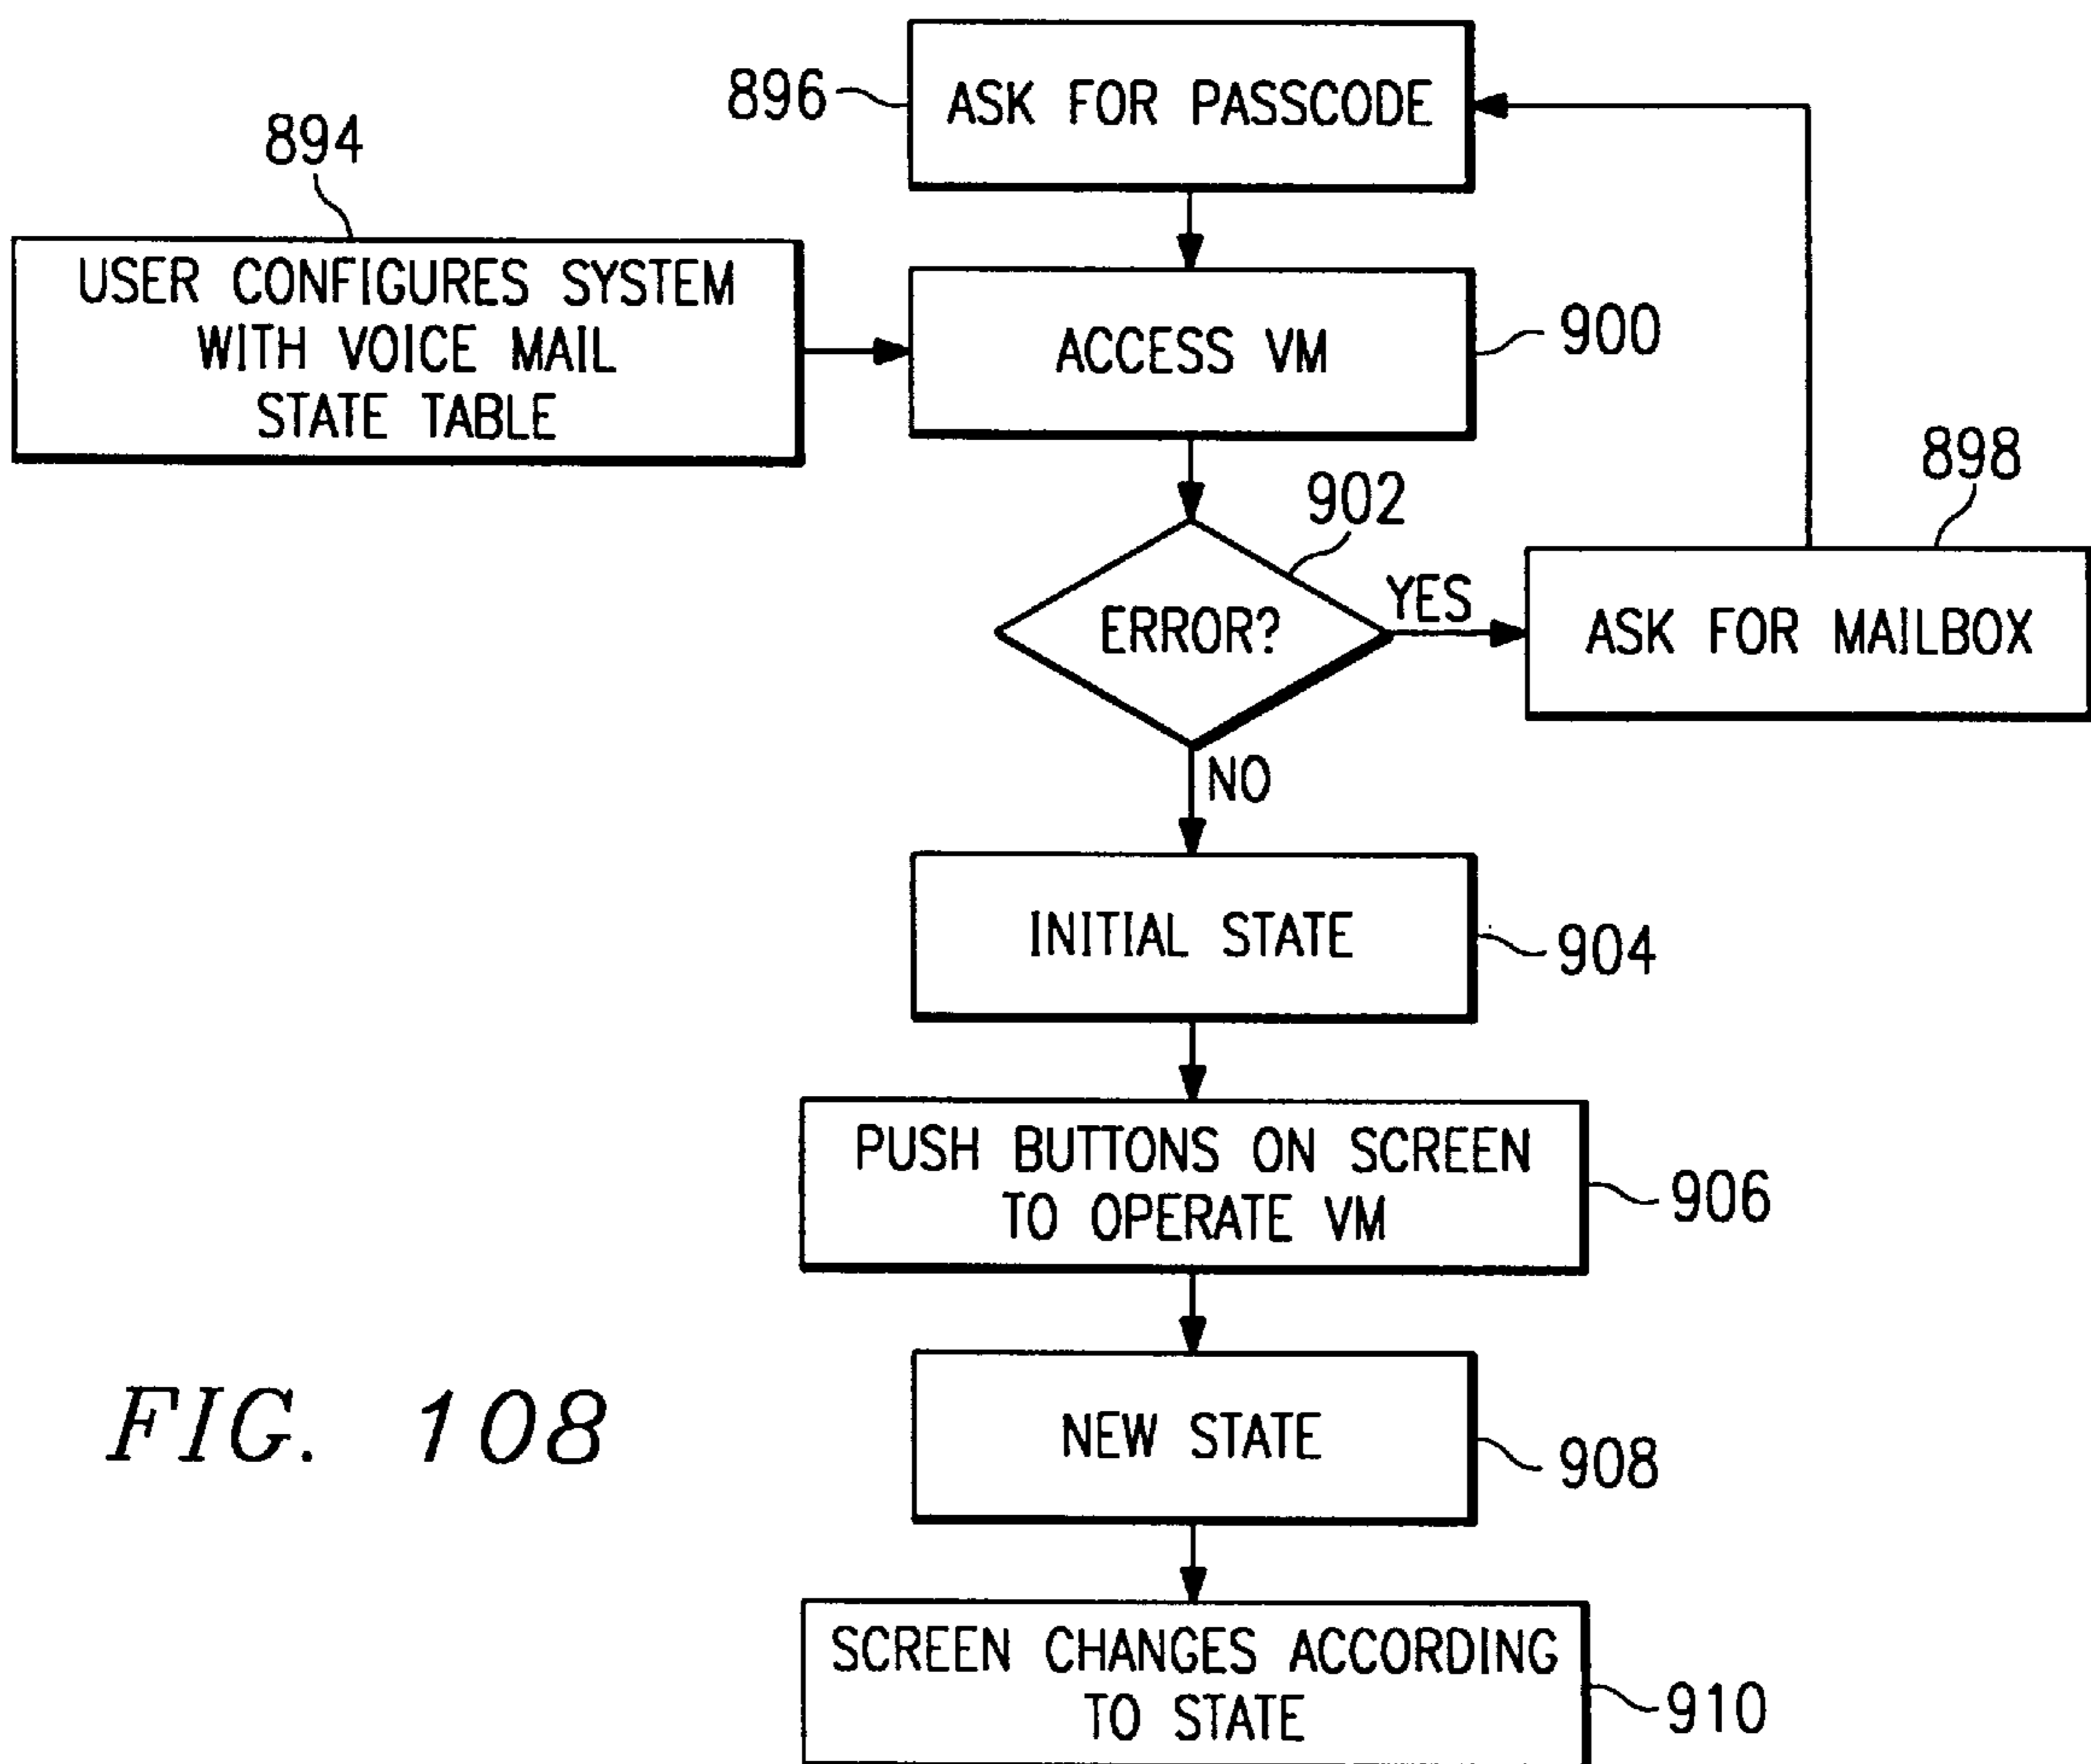 896
ASK FOR PASSCODE
894
USER CONFIGURES SYSTEM
WITH VOICE MAIL
STATE TABLE
ACCESS VM
900
902
898
ERROR?
YES
ASK FOR MAILBOX
NO
INITIAL STATE
904
PUSH BUTTONS ON SCREEN
TO OPERATE VM
906
NEW STATE
908
FIG. 108
SCREEN CHANGES ACCORDING
TO STATE
910